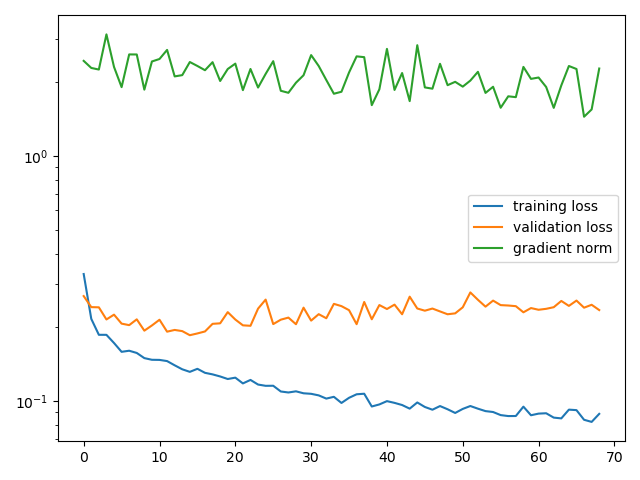 10⁰
10⁻¹
training loss
validation loss
gradient norm
0 10 20 30 40 50 60 70